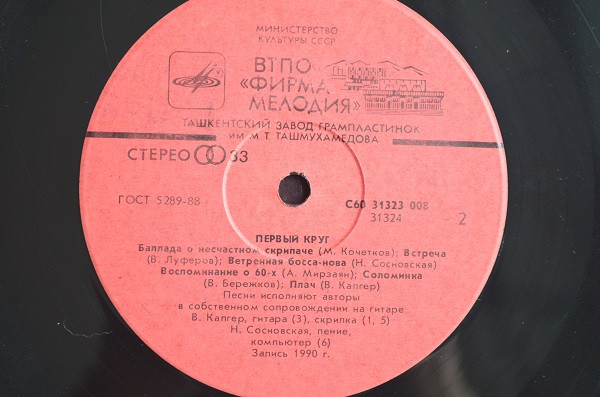 МИНИСТЕРСТВО
КУЛЬТУРЫ СССР
ВТПО
«ФИРМА
МЕЛОДИЯ»
ТАШКЕНТСКИЙ ЗАВОД ГРАМПЛАСТИНОК
ИМ М. Т. ТАШМУХАМЕДОВА
СТЕРЕО 33
ГОСТ 5289-88
С60 31323 008
31324
2
ПЕРВЫЙ КРУГ
Баллада о несчастном скрипаче (М. Кочетков); Встреча
(В. Луферов); Ветренная босса-нова (Н. Сосновская)
Воспоминание о 60-х (А. Мирзаян); Соломинка
(В. Бережков); Плач (В. Капгер)
Песни исполняют авторы
в собственном сопровождении на гитаре
В. Капгер, гитара (3), скрипка (1, 5)
Н. Сосновская, пение,
компьютер (6)
Запись 1990 г.